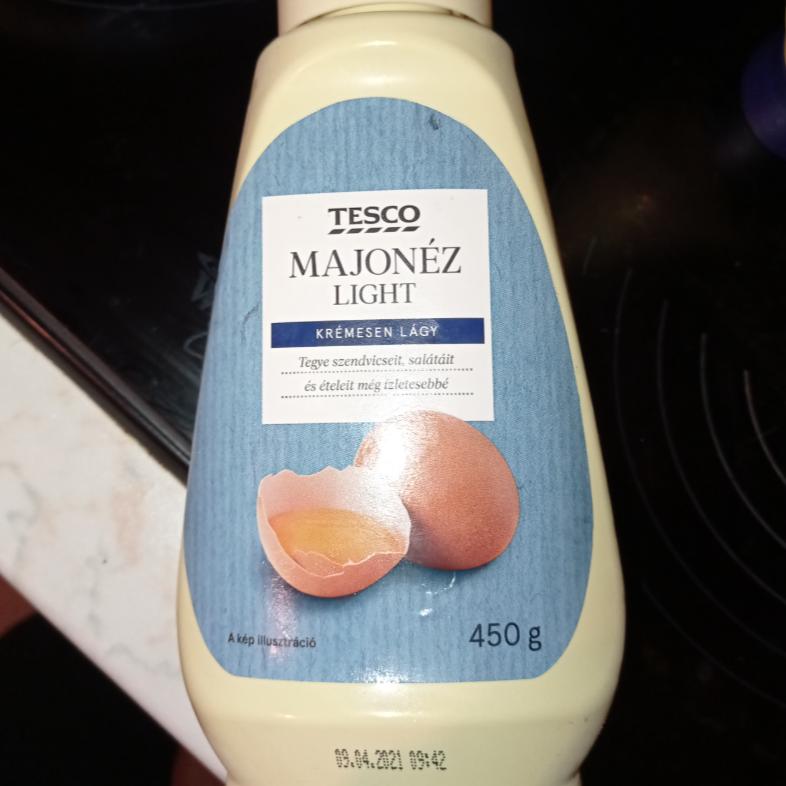 TESCO
MAJONÉZ
LIGHT
KRÉMESEN LÁGY
Tegye szendvicseit, salátáit
és ételeit még ízletesebbé
A kép illusztráció
450 g
09.04.2021 09:42